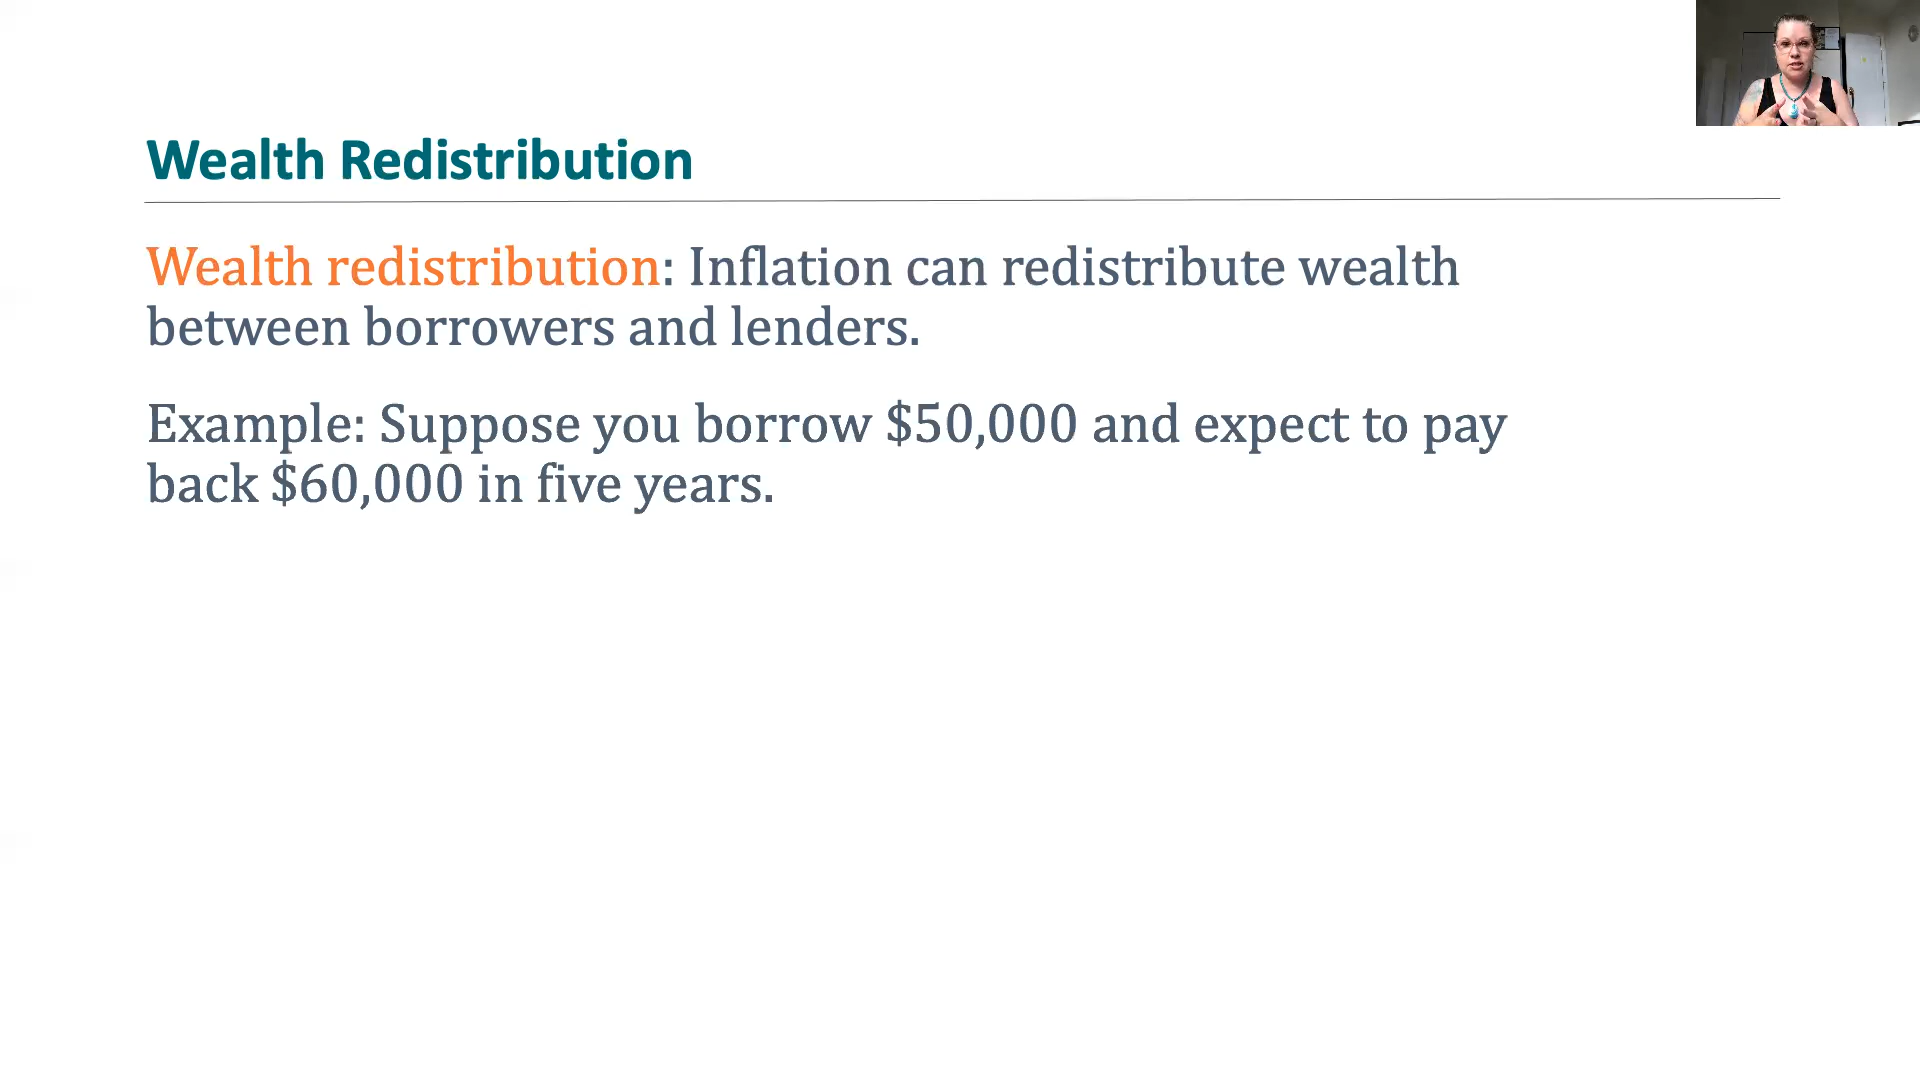 Wealth Redistribution
Wealth redistribution: Inflation can redistribute wealth
between borrowers and lenders.
Example: Suppose you borrow $50,000 and expect to pay
back $60,000 in five years.